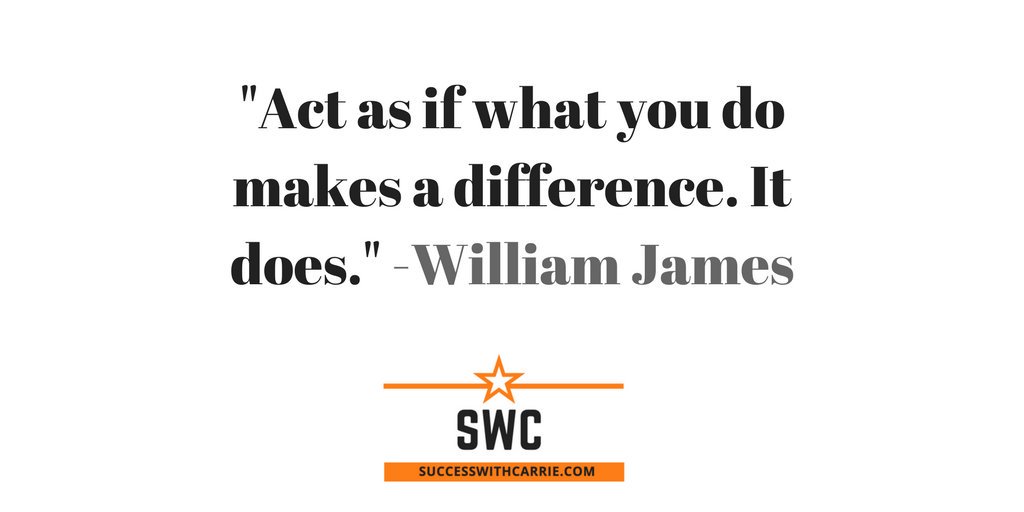 "Act as if what you do
makes a difference. It
does." -William James
SWC
SUCCESSWITHCARRIE.COM